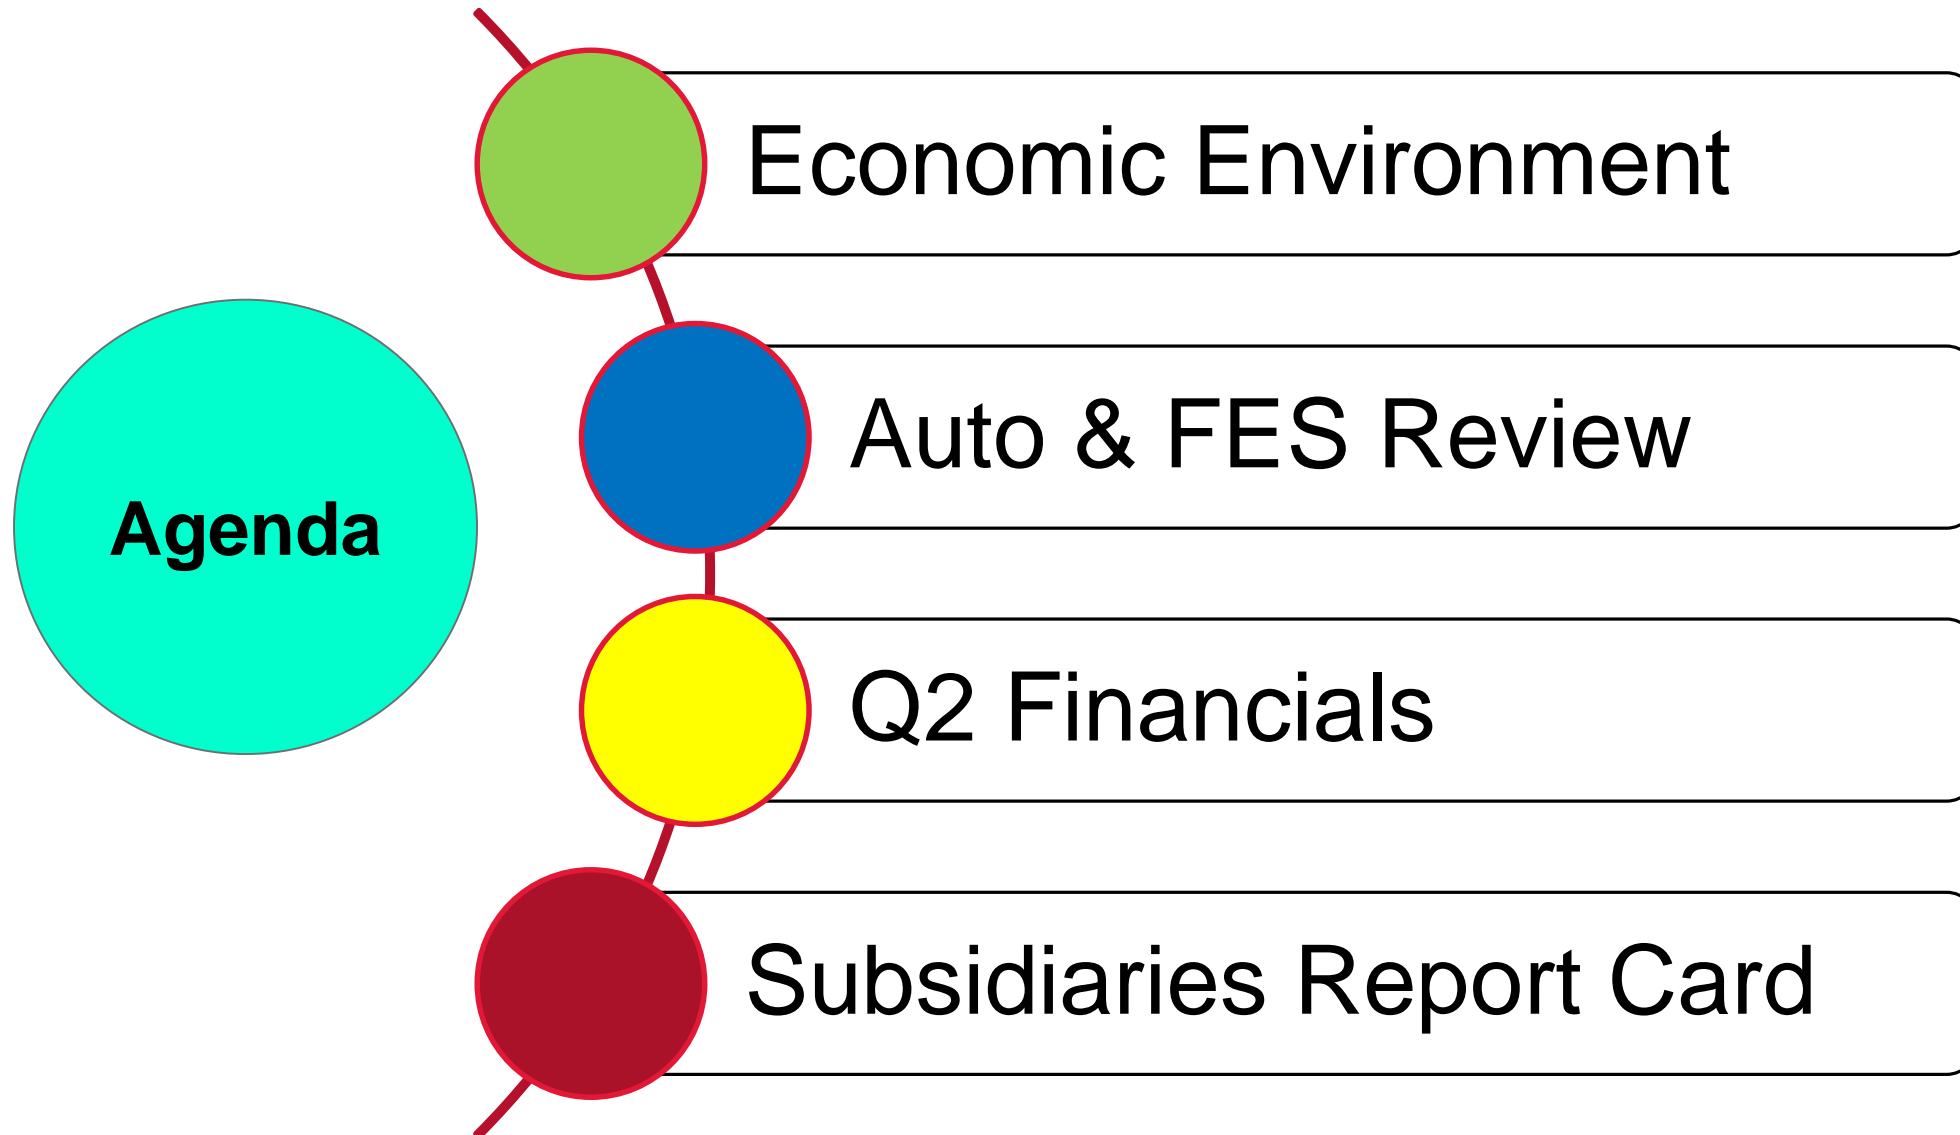 Agenda
Economic Environment
Auto & FES Review
Q2 Financials
Subsidiaries Report Card